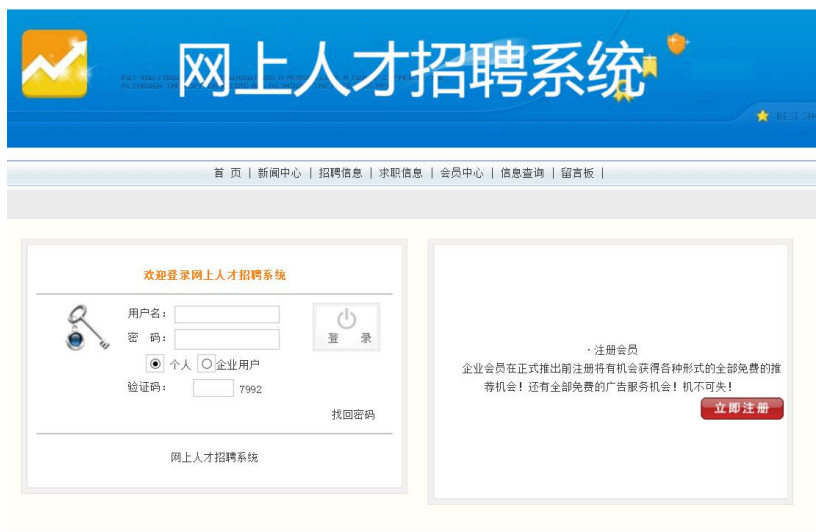 网上人才招聘系统
BEST SH
首 页 | 新闻中心 | 招聘信息 | 求职信息 | 会员中心 | 信息查询 | 留言板 |
欢迎登录网上人才招聘系统
用户名：
密 码：
登 录
个人 企业用户
验证码： 7992
找回密码
网上人才招聘系统
·注册会员
企业会员在正式推出前注册将有机会获得各种形式的全部免费的推
荐机会！还有全部免费的广告服务机会！机不可失！
立即注册